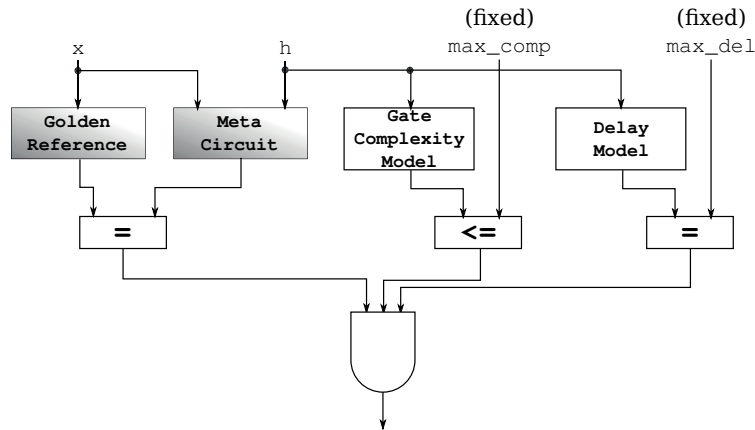 (fixed)
(fixed)
x
h
max_comp
max_del
Golden
Reference
Meta
Circuit
Gate
Complexity
Model
Delay
Model
=
<=
=